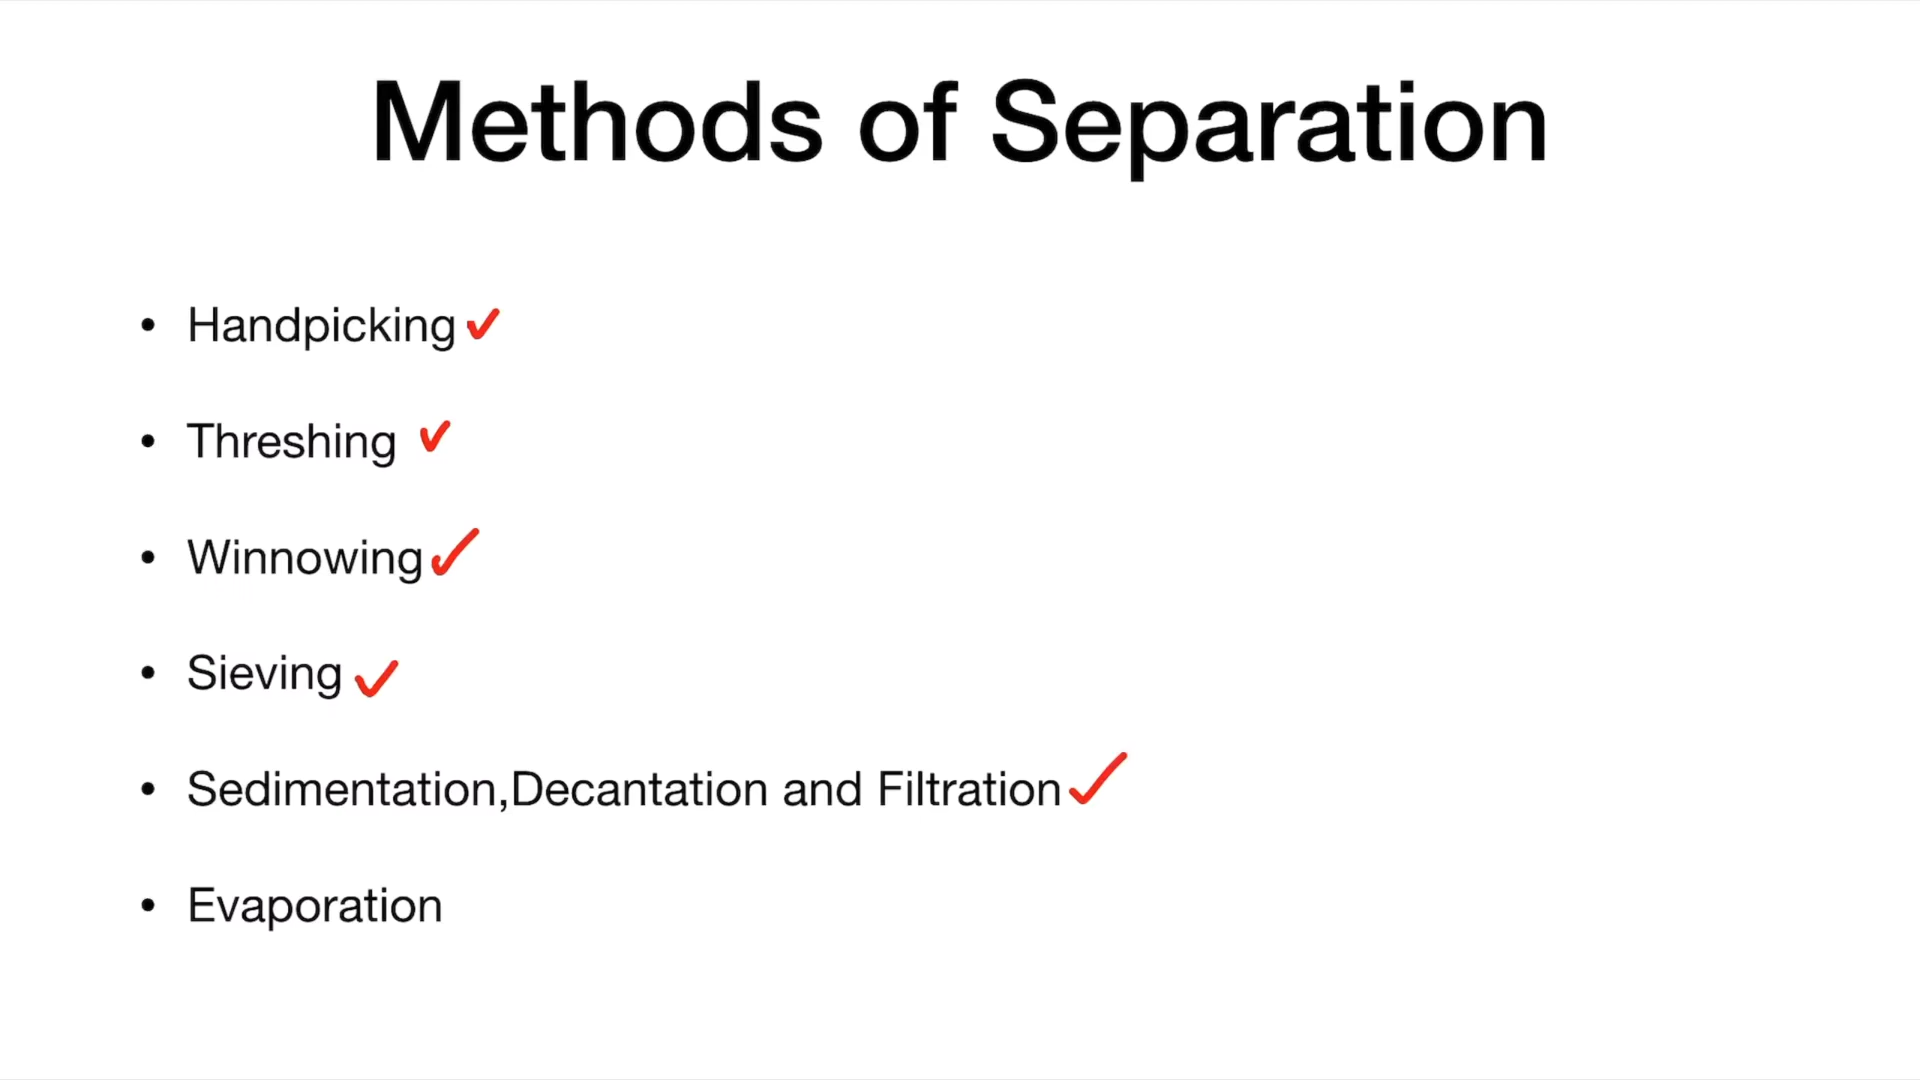 Methods of Separation
• Handpicking ✓
• Threshing ✓
• Winnowing ✓
• Sieving ✓
• Sedimentation,Decantation and Filtration ✓
• Evaporation